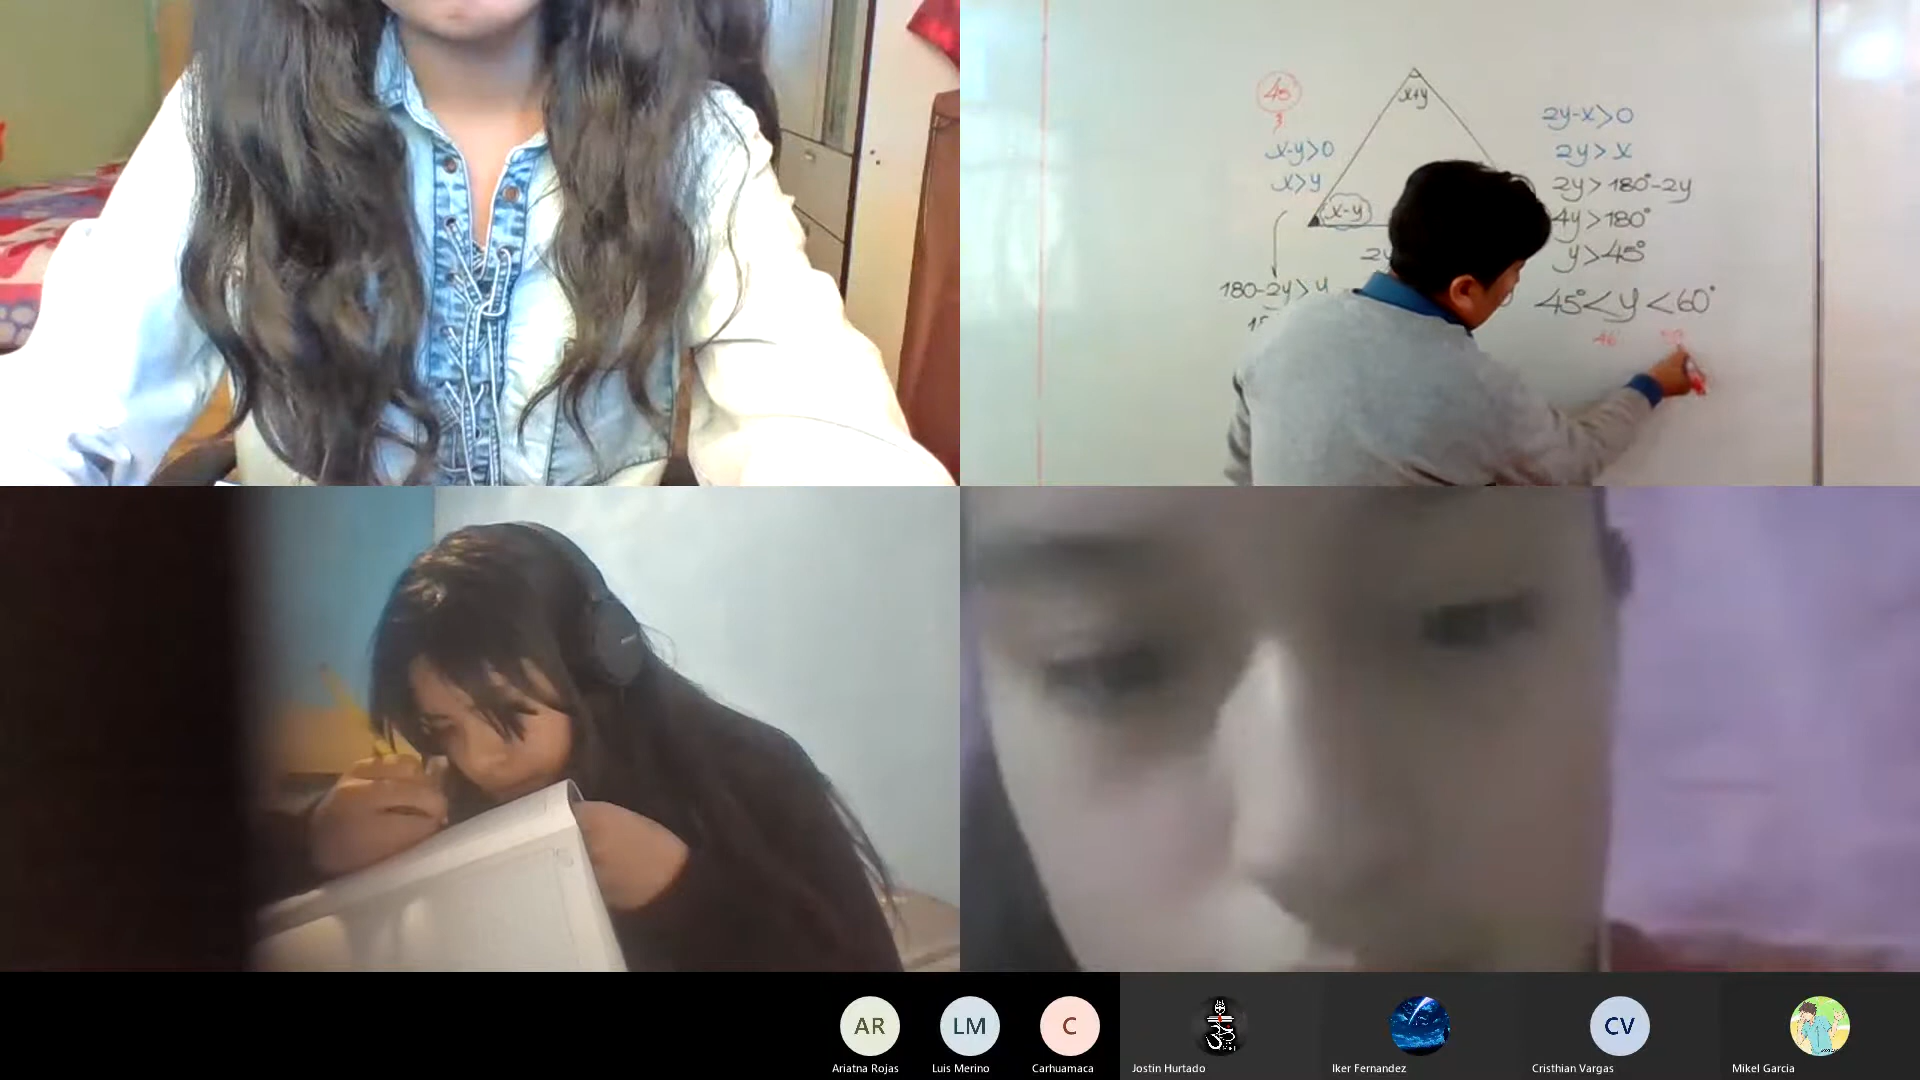 45°
x+y
x-y>0
x>y
x-y
180-2y>y
2y-x>0
2y>x
2y>180°-2y
4y>180°
y>45°
45°<y<60°
46°
AR
LM
C
CV
Ariatna Rojas
Luis Merino
Carhuamaca
Jostin Hurtado
Iker Fernandez
Cristhian Vargas
Mikel Garcia